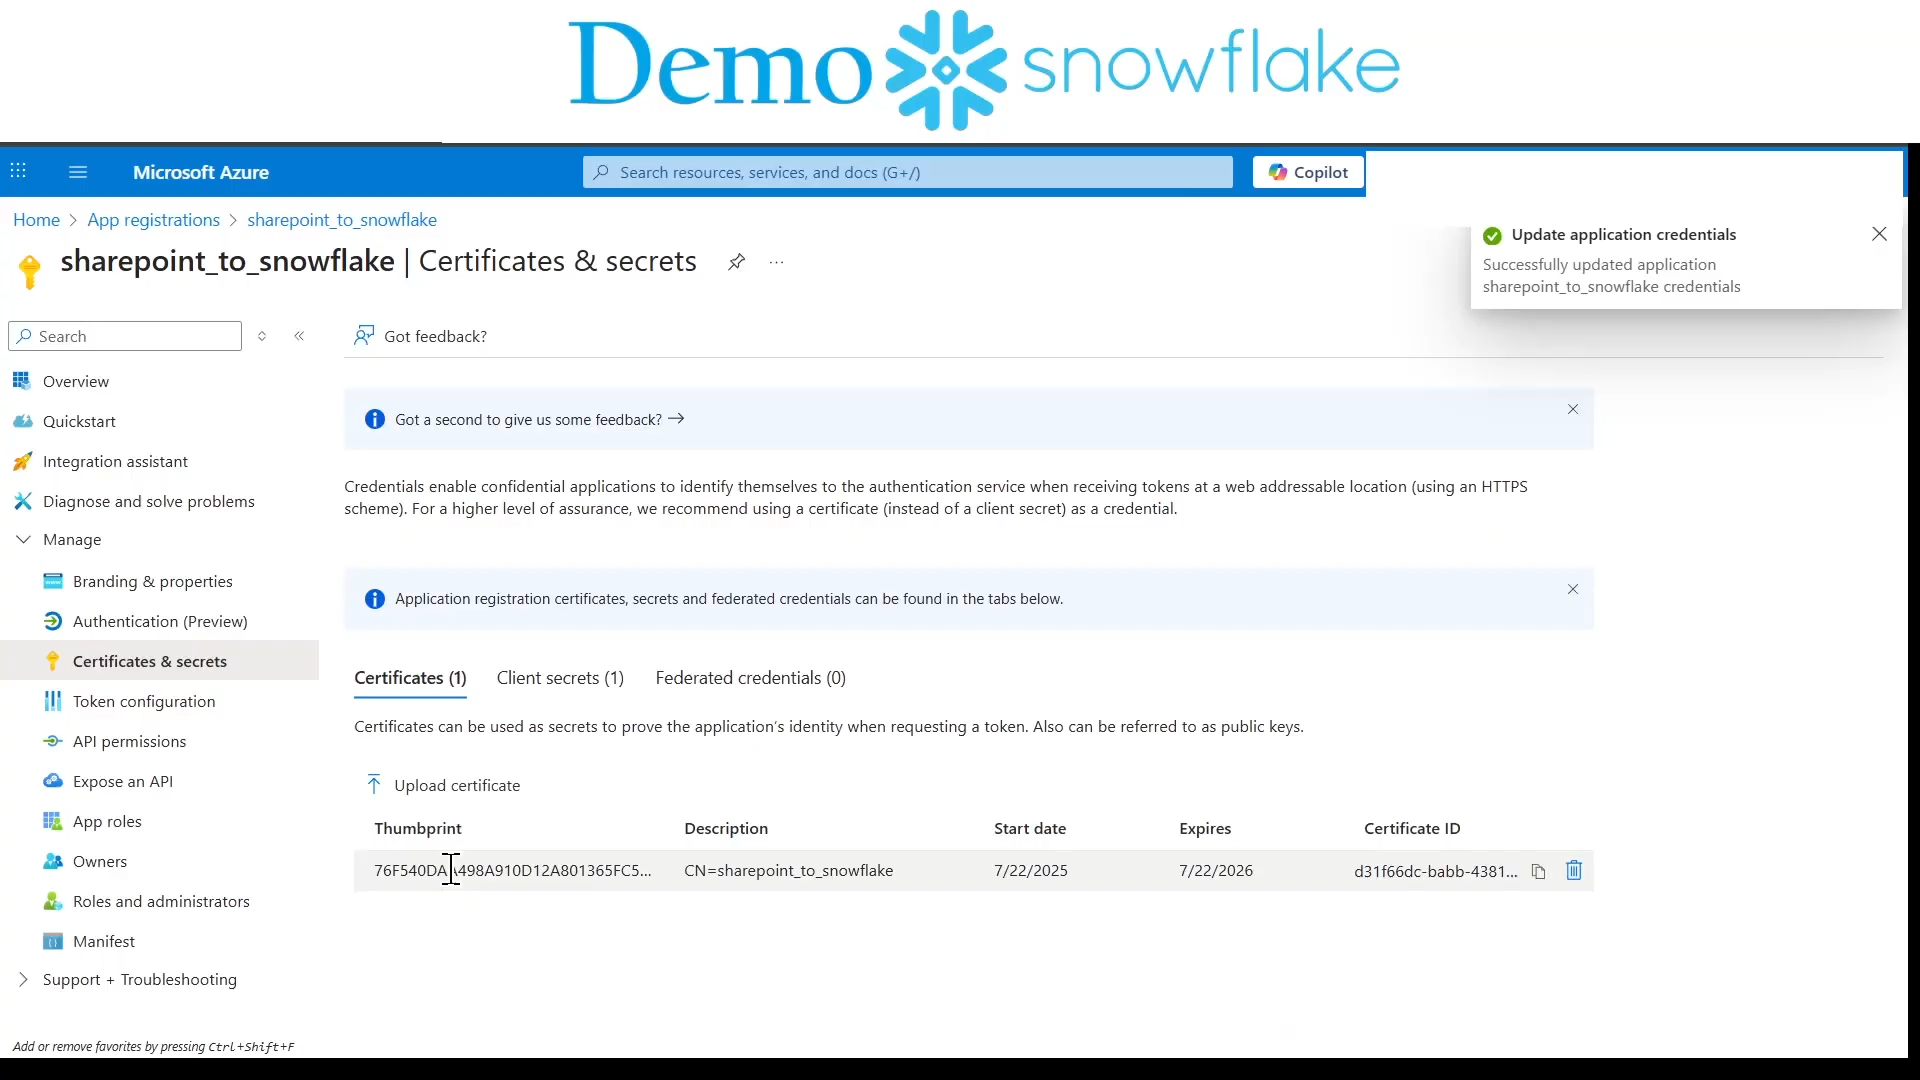 Demo snowflake
Microsoft Azure
Search resources, services, and docs (G+/)
Copilot
Home > App registrations > sharepoint_to_snowflake
sharepoint_to_snowflake | Certificates & secrets
Update application credentials
Successfully updated application
sharepoint_to_snowflake credentials
Search
Got feedback?
Overview
Quickstart
Integration assistant
Diagnose and solve problems
Manage
Branding & properties
Authentication (Preview)
Certificates & secrets
Token configuration
API permissions
Expose an API
App roles
Owners
Roles and administrators
Manifest
Support + Troubleshooting
Add or remove favorites by pressing Ctrl+Shift+F
Got a second to give us some feedback?
Credentials enable confidential applications to identify themselves to the authentication service when receiving tokens at a web addressable location (using an HTTPS
scheme). For a higher level of assurance, we recommend using a certificate (instead of a client secret) as a credential.
Application registration certificates, secrets and federated credentials can be found in the tabs below.
Certificates (1) Client secrets (1) Federated credentials (0)
Certificates can be used as secrets to prove the application's identity when requesting a token. Also can be referred to as public keys.
Upload certificate
Thumbprint Description Start date Expires Certificate ID
76F540DAA498A910D12A801365FC5... CN=sharepoint_to_snowflake 7/22/2025 7/22/2026 d31f66dc-babb-4381...